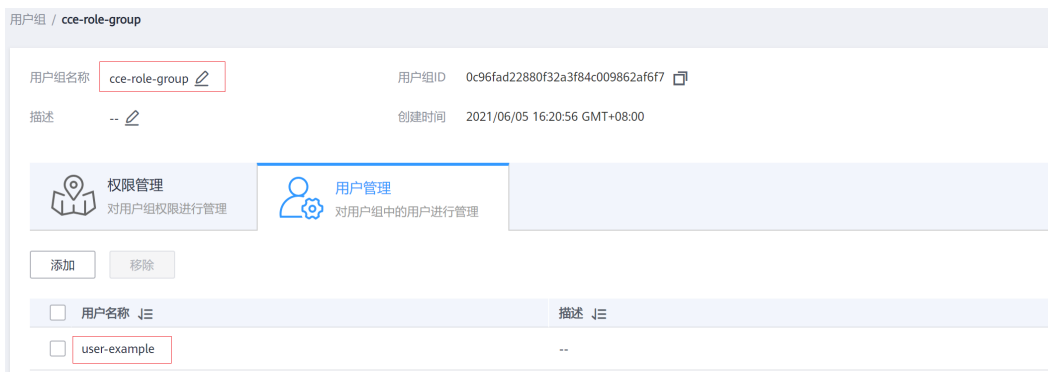 用户组 / cce-role-group
用户组名称 cce-role-group 用户组ID 0c96fad22880f32a3f84c009862af6f7
描述 -- 创建时间 2021/06/05 16:20:56 GMT+08:00
权限管理 用户管理
对用户组权限进行管理 对用户组中的用户进行管理
添加 移除
用户名称 描述
user-example --